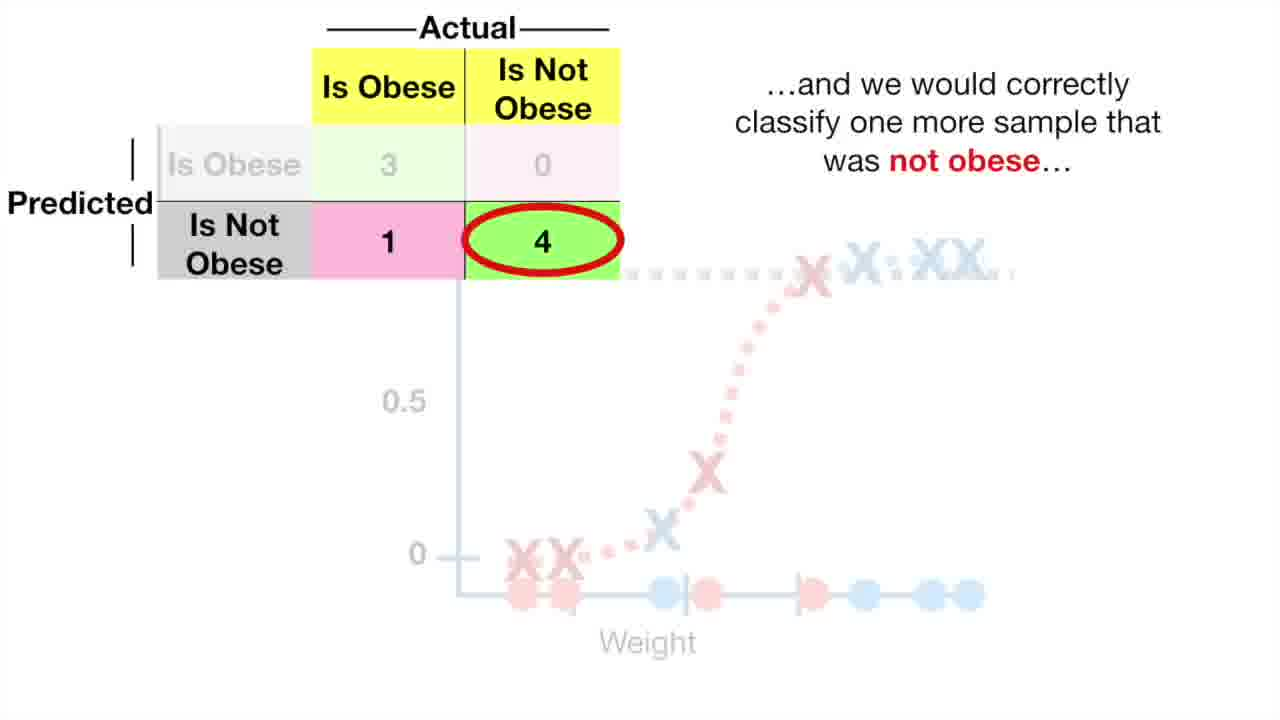 Actual
Is Obese
Is Not
Obese
…and we would correctly
classify one more sample that
was not obese…
Predicted
Is Obese
3
0
Is Not
Obese
1
4
X
X
X
X
X
0.5
X
X
X
0
Weight